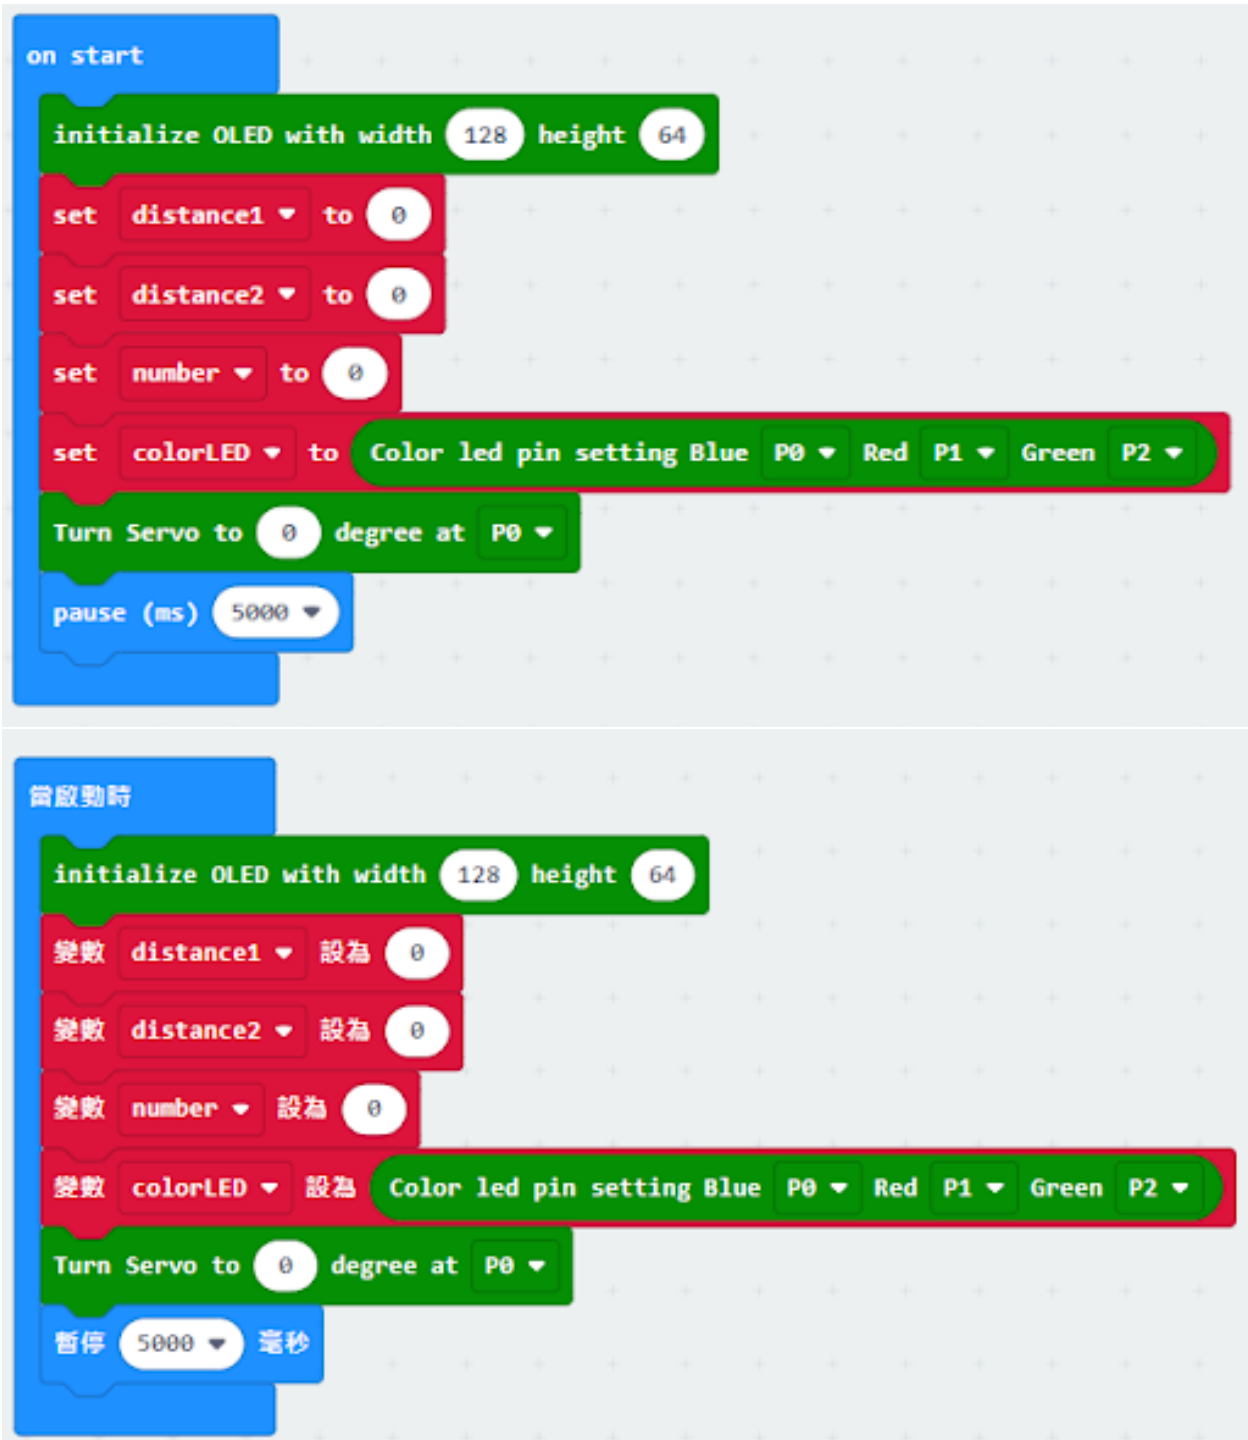 on start
initialize OLED with width 128 height 64
set distance1 to 0
set distance2 to 0
set number to 0
set colorLED to Color led pin setting Blue P0 Red P1 Green P2
Turn Servo to 0 degree at P0
pause (ms) 5000
當啟動時
initialize OLED with width 128 height 64
變數 distance1 設為 0
變數 distance2 設為 0
變數 number 設為 0
變數 colorLED 設為 Color led pin setting Blue P0 Red P1 Green P2
Turn Servo to 0 degree at P0
暫停 5000 毫秒